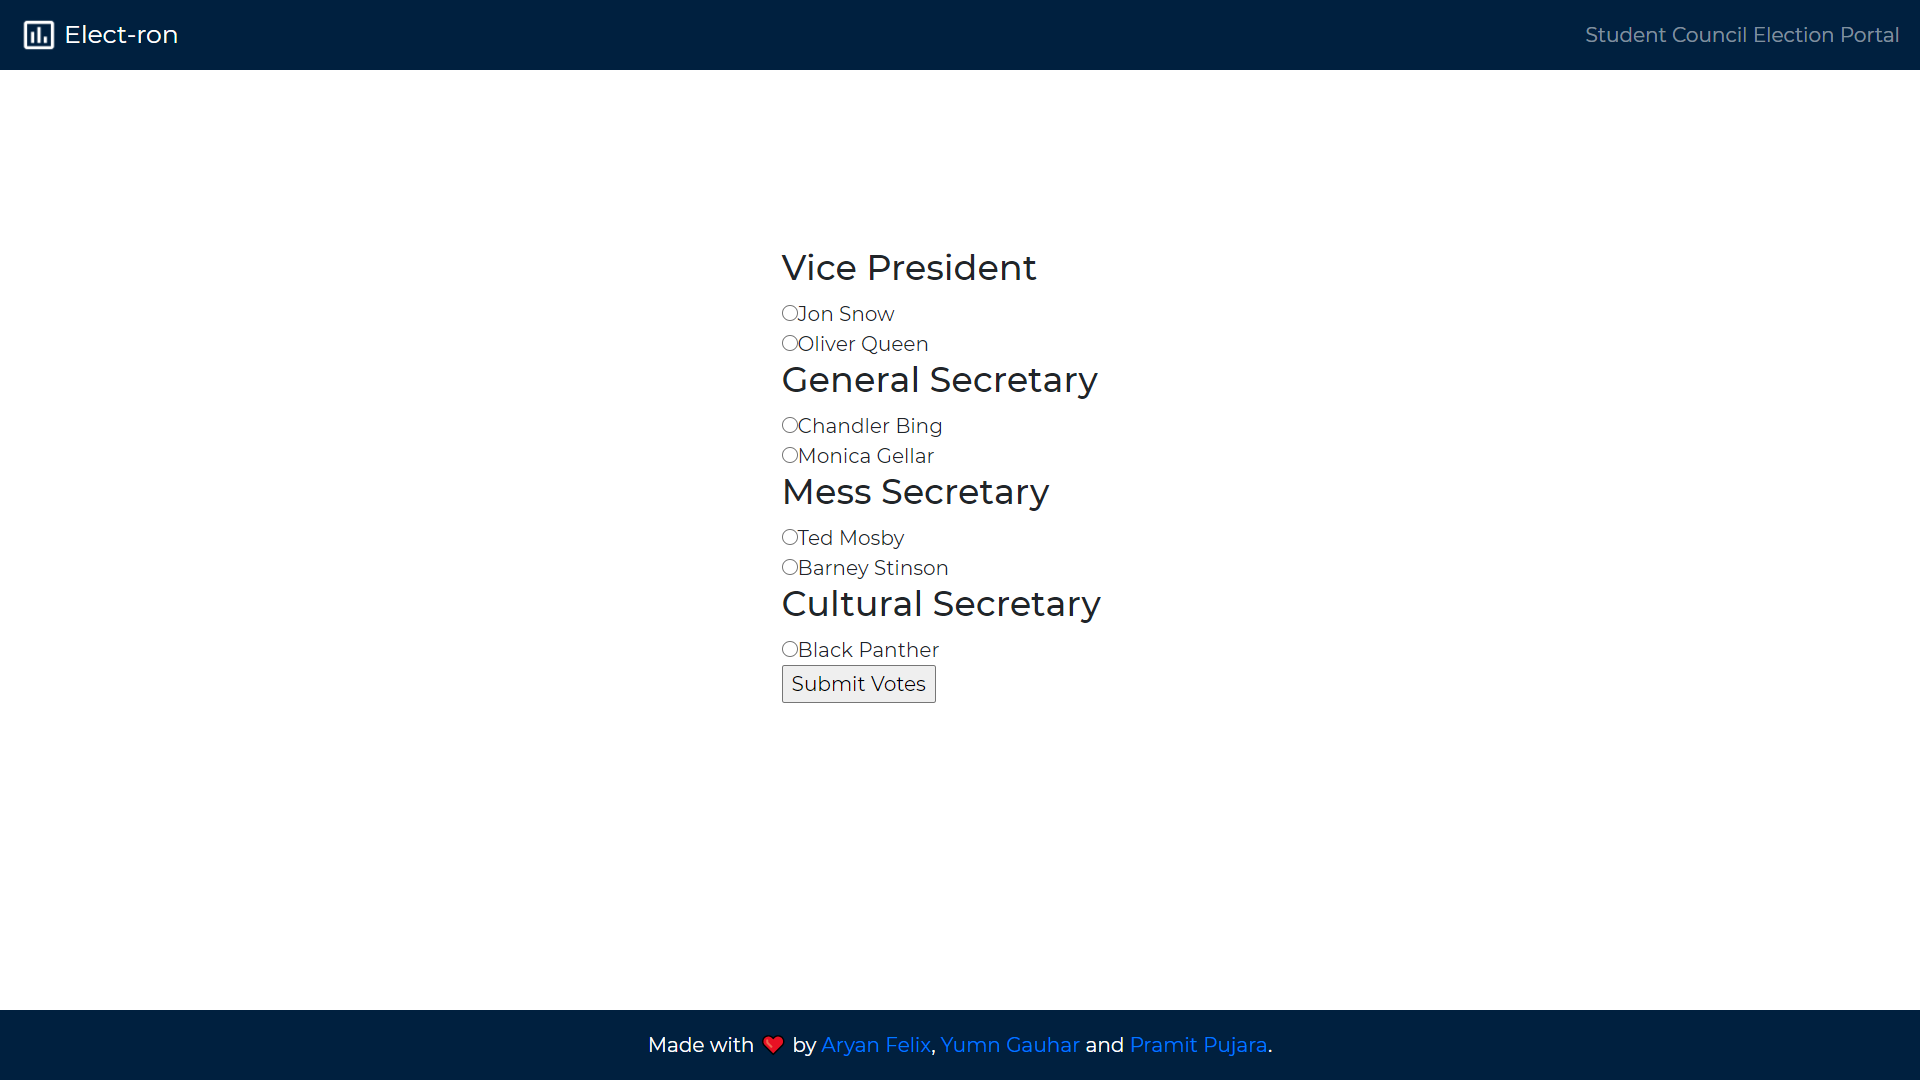 Elect-ron
Student Council Election Portal
Vice President
Jon Snow
Oliver Queen
General Secretary
Chandler Bing
Monica Gellar
Mess Secretary
Ted Mosby
Barney Stinson
Cultural Secretary
Black Panther
Submit Votes
Made with ❤️ by Aryan Felix, Yumn Gauhar and Pramit Pujara.